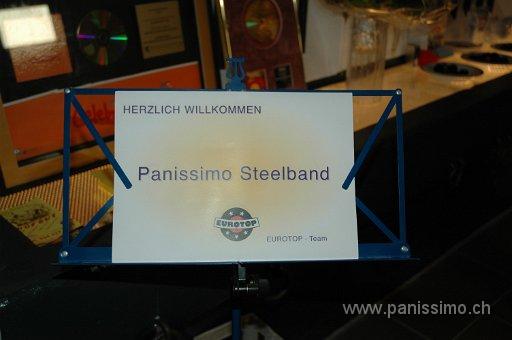 HERZLICH WILLKOMMEN
Panissimo Steelband
EUROTOP
EUROTOP - Team
www.panissimo.ch